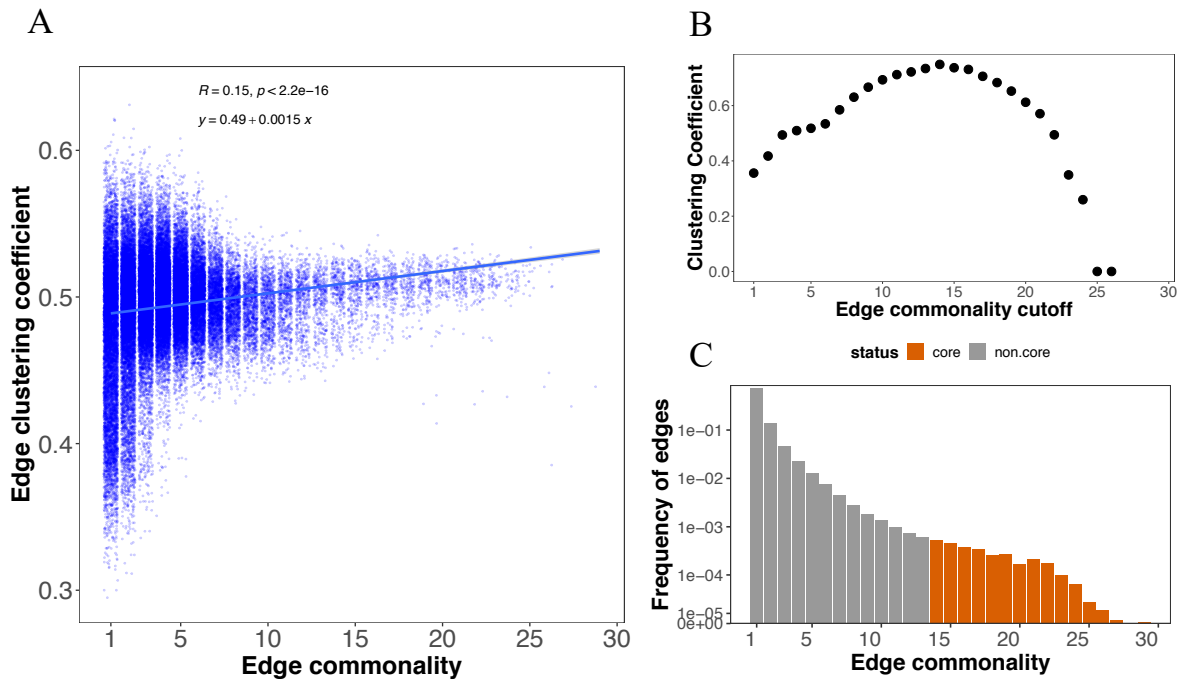 A
R = 0.15, p < 2.2e−16
y = 0.49 + 0.0015 x
Edge clustering coefficient
0.6
0.5
0.4
0.3
1 5 10 15 20 25 30
Edge commonality
B
Clustering Coefficient
0.6
0.4
0.2
0.0
1 5 10 15 20 25 30
Edge commonality cutoff
C
status core non.core
Frequency of edges
1e−01
1e−02
1e−03
1e−04
1e−05
0e+00
1 5 10 15 20 25 30
Edge commonality